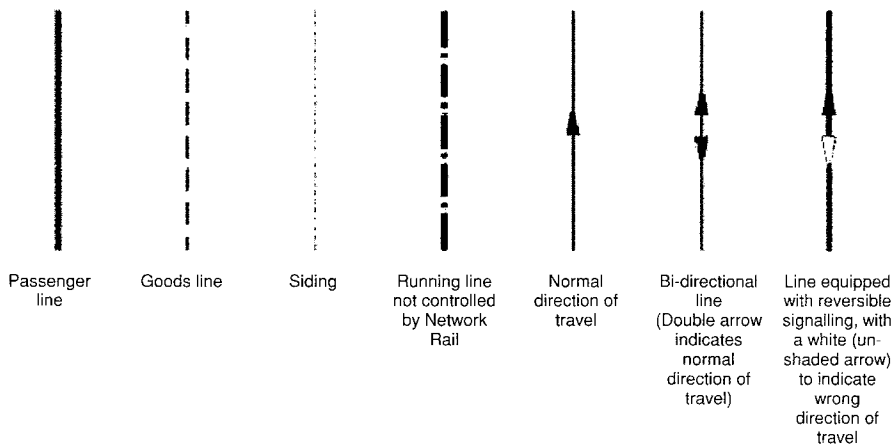 Passenger
line
Goods line
Siding
Running line
not controlled
by Network
Rail
Normal
direction of
travel
Bi-directional
line
(Double arrow
indicates
normal
direction of
travel)
Line equipped
with reversible
signalling, with
a white (un-
shaded arrow)
to indicate
wrong
direction of
travel